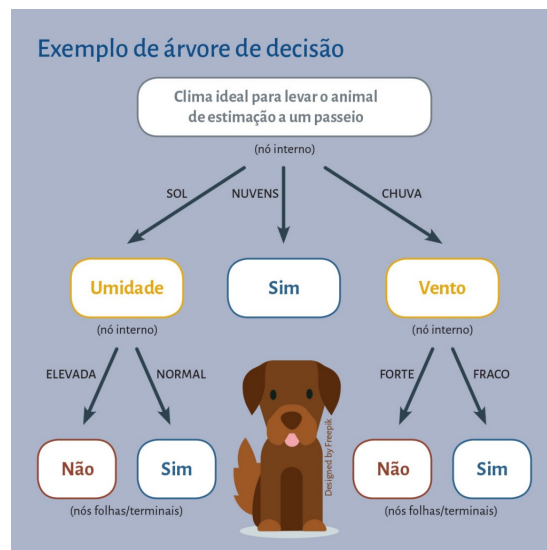 Exemplo de árvore de decisão
Clima ideal para levar o animal
de estimação a um passeio
(nó interno)
SOL
NUVENS
CHUVA
Umidade
Sim
Vento
(nó interno)
(nó interno)
ELEVADA
NORMAL
FORTE
FRACO
Não
Sim
Não
Sim
(nós folhas/terminais)
(nós folhas/terminais)
Designed by Freepik